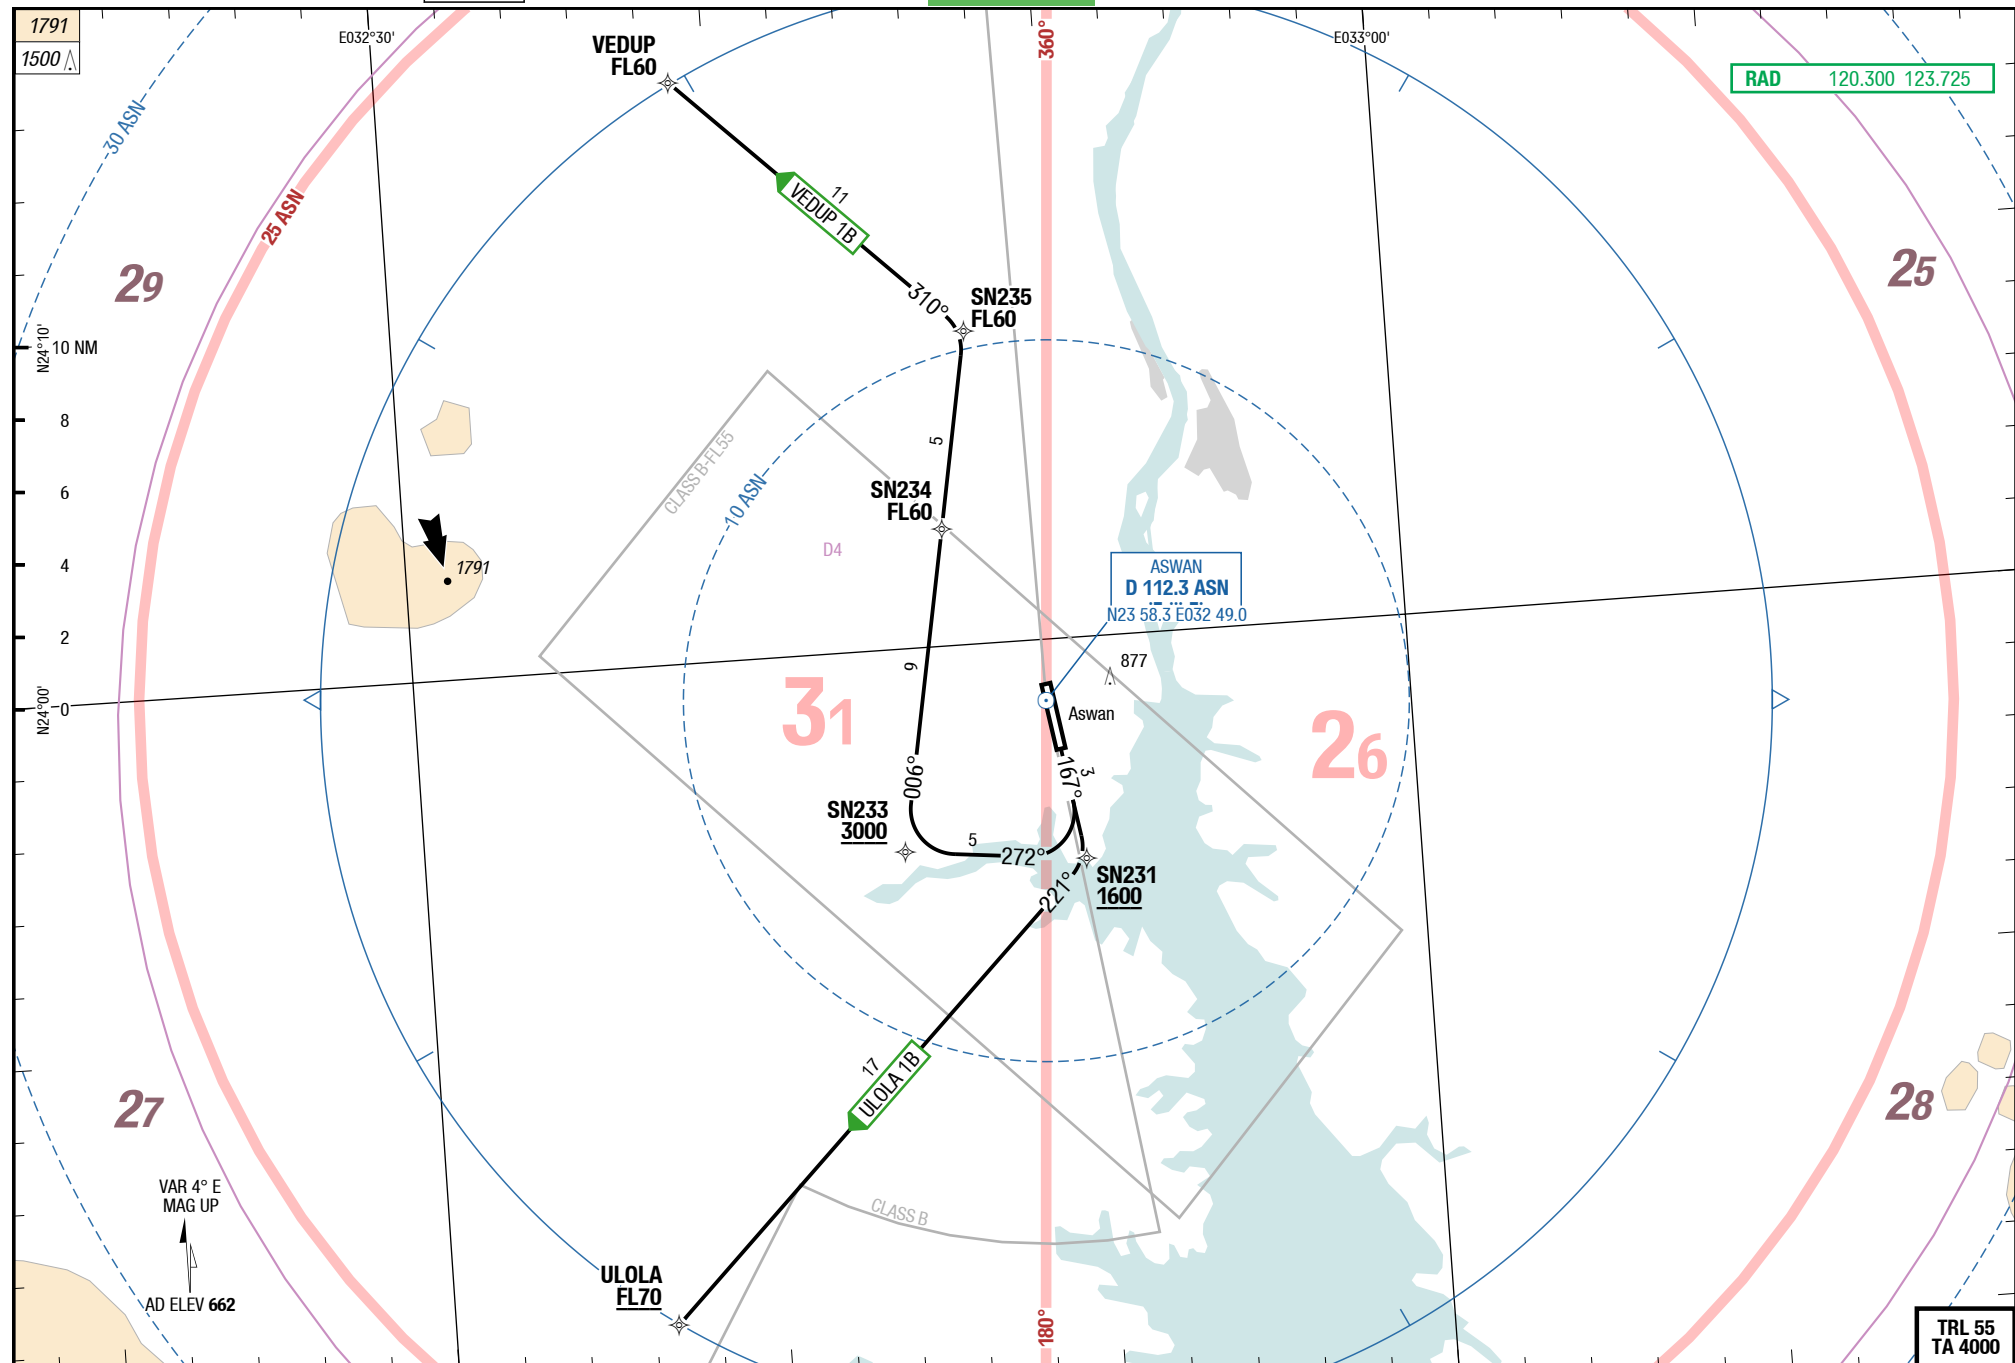 1791
1500
E032°30'
VEDUP
FL60
360°
E033°00'
RAD 120.300 123.725
30 ASN
25 ASN
11
VEDUP 1B
29
25
310°
SN235
FL60
N24°10'
10 NM
8
6
4
2
0
N24°00'
CLASS B-FL55
10 ASN
5
SN234
FL60
D4
1791
ASWAN
D 112.3 ASN
N23 58.3 E032 49.0
877
9
31
Aswan
26
006°
3
167°
SN233
3000
5
272°
SN231
1600
221°
17
ULOLA 1B
27
28
VAR 4° E
MAG UP
AD ELEV 662
CLASS B
ULOLA
FL70
180°
TRL 55
TA 4000